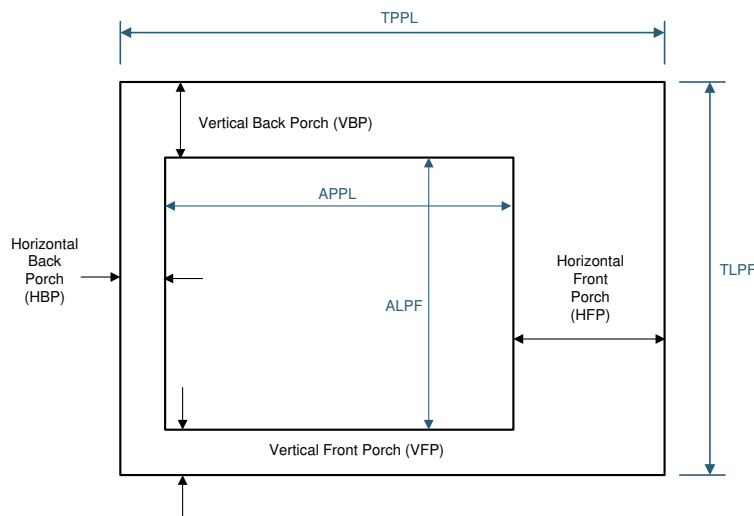 TPPL
Vertical Back Porch (VBP)
APPL
Horizontal
Back
Porch
(HBP)
Horizontal
Front
Porch
(HFP)
TLPF
ALPF
Vertical Front Porch (VFP)